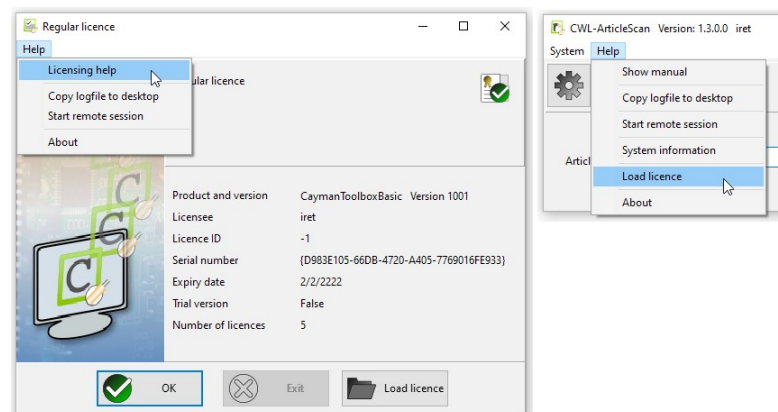 Regular licence
Help
Licensing help
Copy logfile to desktop
Start remote session
About
ular licence
C
C
C
Product and version CaymanToolboxBasic Version 1001
Licensee iret
Licence ID -1
Serial number {D983E105-66DB-4720-A405-7769016FE933}
Expiry date 2/2/2222
Trial version False
Number of licences 5
OK Exit Load licence
CWL-ArticleScan Version: 1.3.0.0 iret
System Help
Show manual
Copy logfile to desktop
Start remote session
System information
Load licence
About
Articl